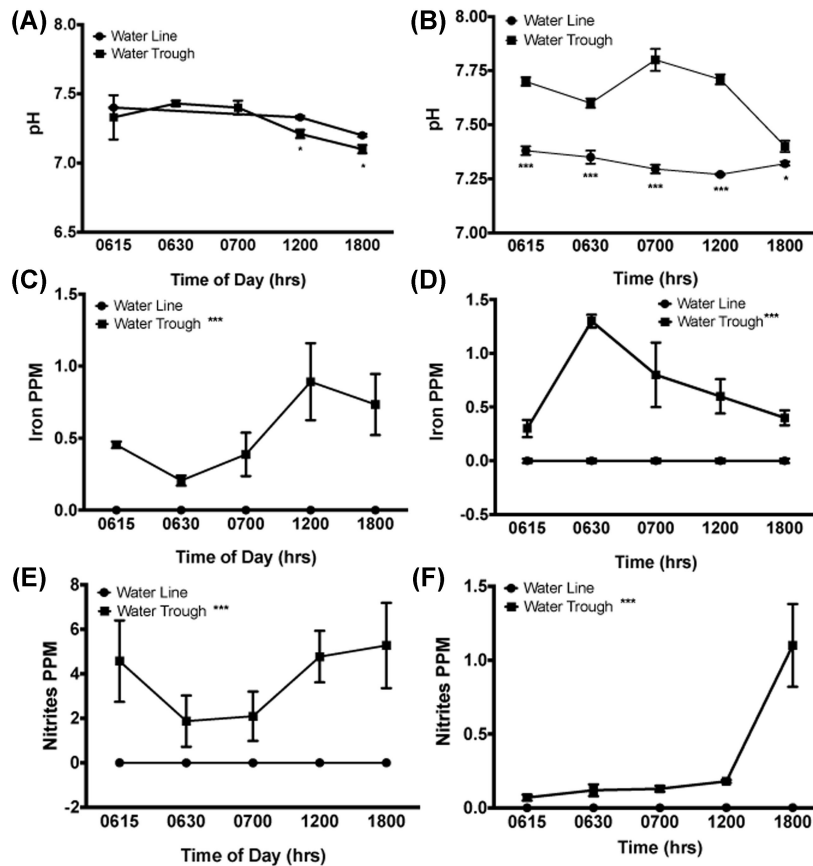 (A)
Water Line
Water Trough
8.0
7.5
7.0
6.5
pH
*
*
0615 0630 0700 1200 1800
Time of Day (hrs)
(B)
Water Line
Water Trough
8.00
7.75
7.50
7.25
7.00
pH
*** *** *** *** *
0615 0630 0700 1200 1800
Time (hrs)
(C)
Water Line
Water Trough ***
1.5
1.0
0.5
0.0
Iron PPM
0615 0630 0700 1200 1800
Time of Day (hrs)
(D)
Water Line
Water Trough***
1.5
1.0
0.5
0.0
-0.5
Iron PPM
0615 0630 0700 1200 1800
Time (hrs)
(E)
Water Line
Water Trough ***
8
6
4
2
0
-2
Nitrites PPM
0615 0630 0700 1200 1800
Time of Day (hrs)
(F)
Water Line
Water Trough ***
1.5
1.0
0.5
0.0
Nitrites PPM
0615 0630 0700 1200 1800
Time (hrs)